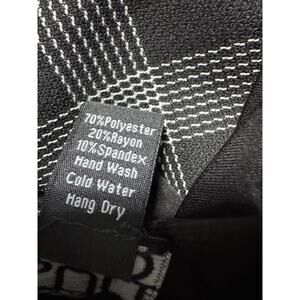 70%Polyester
20%Rayon
10%Spandex
Hand Wash
Cold Water
Hang Dry